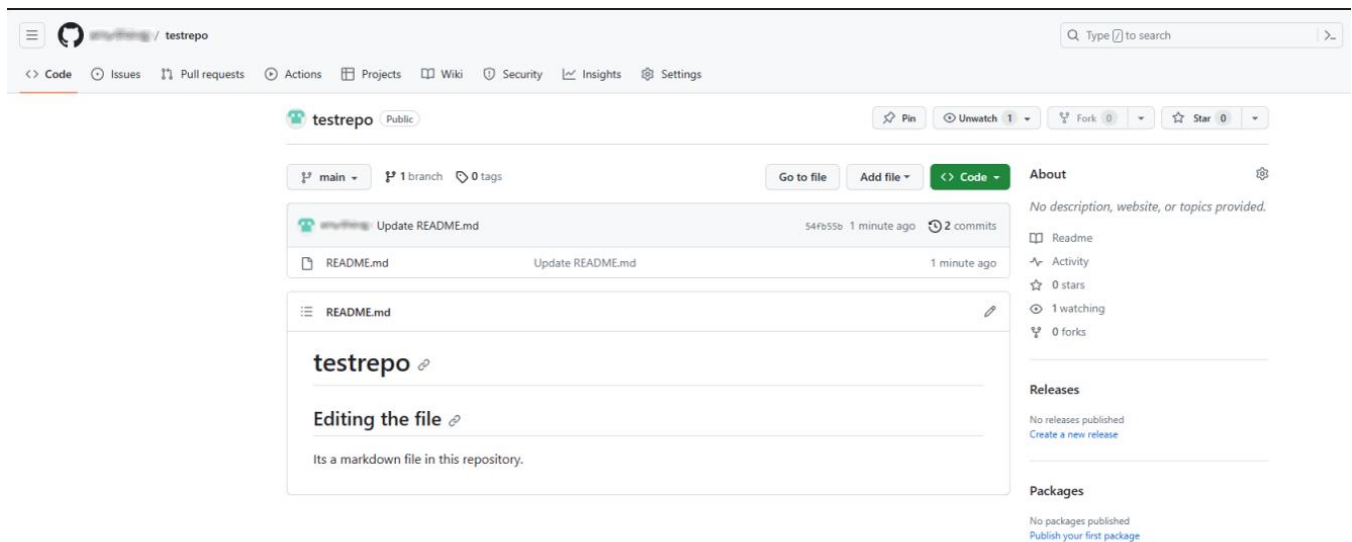 / testrepo
Type / to search
Code Issues Pull requests Actions Projects Wiki Security Insights Settings
testrepo Public
Pin Unwatch 1 Fork 0 Star 0
main 1 branch 0 tags Go to file Add file <> Code
Update README.md 54fb55b 1 minute ago 2 commits
README.md Update README.md 1 minute ago
README.md
testrepo
Editing the file
Its a markdown file in this repository.
About
No description, website, or topics provided.
Readme
Activity
0 stars
1 watching
0 forks
Releases
No releases published
Create a new release
Packages
No packages published
Publish your first package